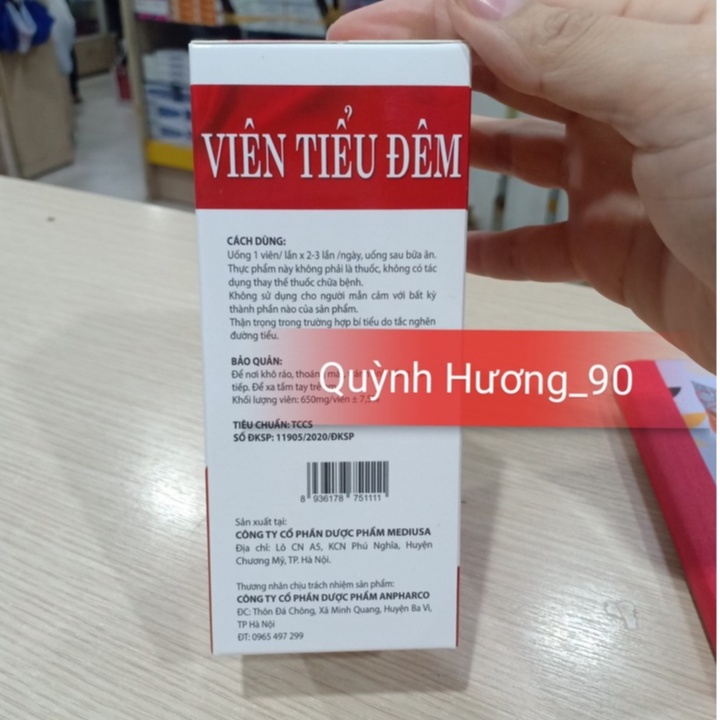 VIÊN TIỂU ĐÊM
CÁCH DÙNG:
Uống 1 viên/ lần x 2-3 lần /ngày, uống sau bữa ăn.
Thực phẩm này không phải là thuốc, không có tác
dụng thay thế thuốc chữa bệnh.
Không sử dụng cho người mẫn cảm với bất kỳ
thành phần nào của sản phẩm.
Thận trọng trong trường hợp bí tiểu do tắc nghẽn
đường tiểu.
BẢO QUẢN:
Để nơi khô ráo, thoáng
tiếp. Để xa tầm tay
Khối lượng viên: 650mg/viên ±
Quỳnh Hương_90
TIÊU CHUẨN: TCCS
SỐ ĐKSP: 11905/2020/ĐKSP
8 936178 751111
Sản xuất tại:
CÔNG TY CỔ PHẦN DƯỢC PHẨM MEDIUSA
Địa chỉ: Lô CN A5, KCN Phú Nghĩa, Huyện
Chương Mỹ, TP. Hà Nội.
Thương nhân chịu trách nhiệm sản phẩm:
CÔNG TY CỔ PHẦN DƯỢC PHẨM ANPHARCO
ĐC: Thôn Đá Chông, Xã Minh Quang, Huyện Ba Vì,
TP Hà Nội
ĐT: 0965 497 299